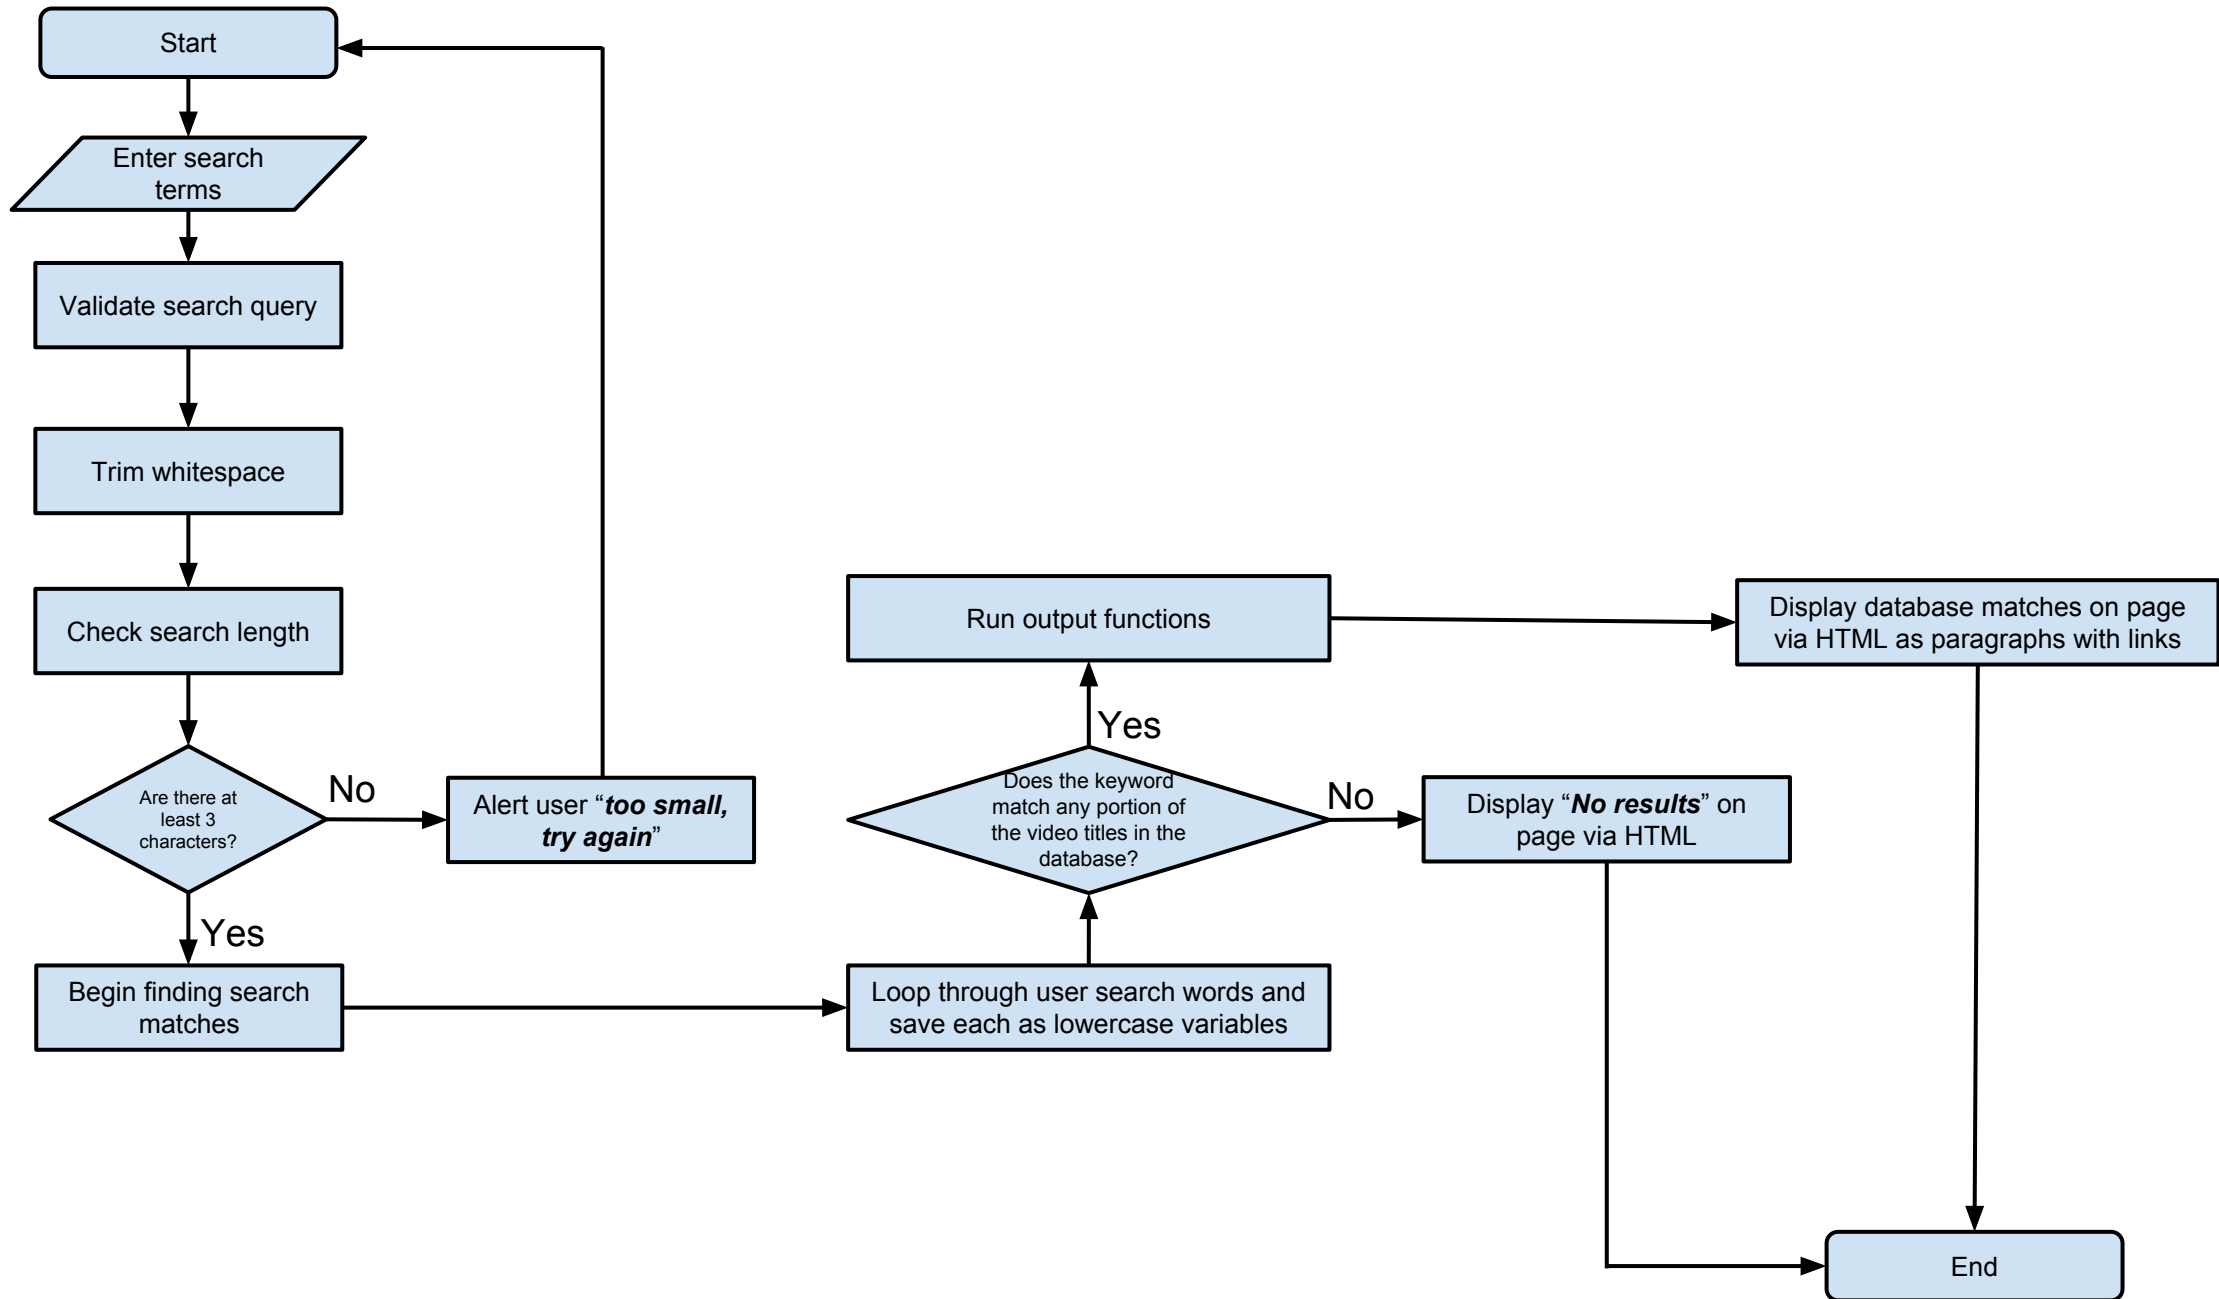 Start
Enter search
terms
Validate search query
Trim whitespace
Check search length
Are there at
least 3
characters?
No
Alert user “too small,
try again”
Yes
Begin finding search
matches
Loop through user search words and
save each as lowercase variables
Does the keyword
match any portion of
the video titles in the
database?
Yes
Run output functions
Display database matches on page
via HTML as paragraphs with links
No
Display “No results” on
page via HTML
End